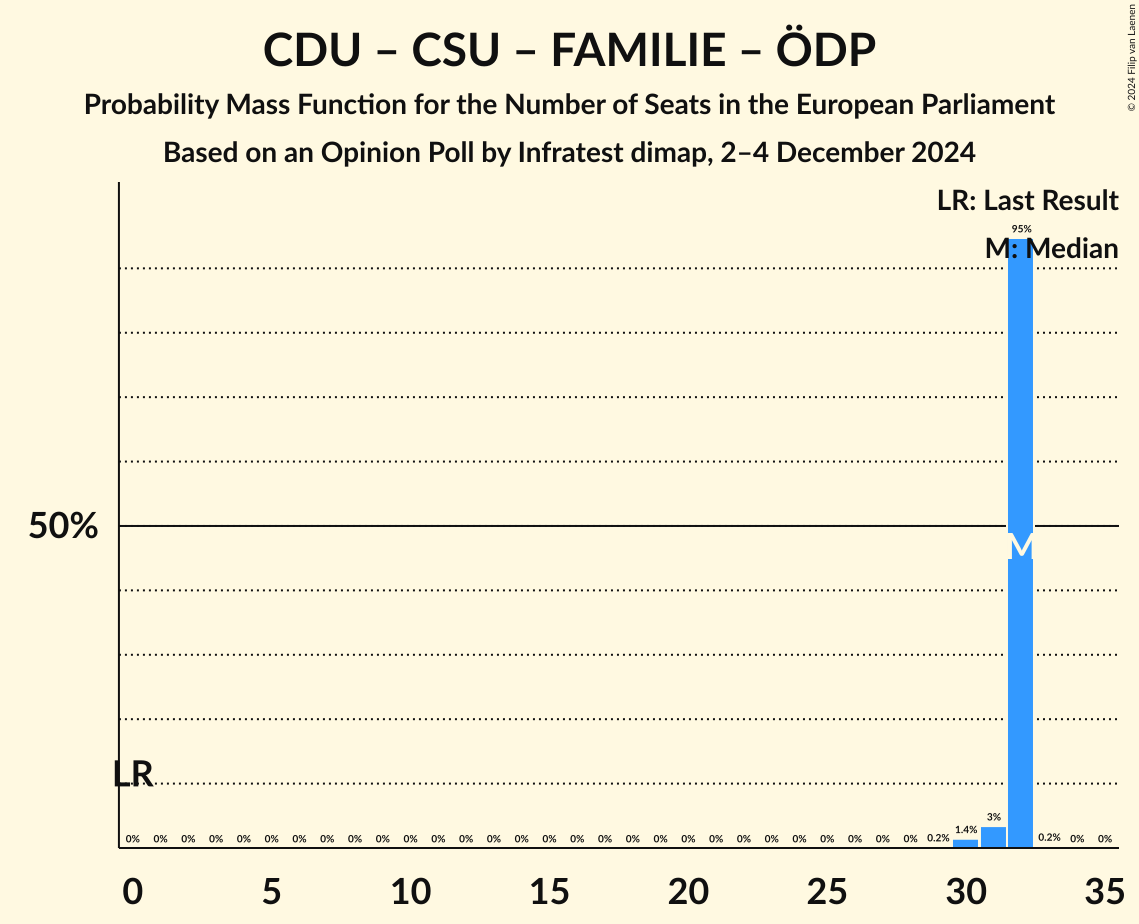 CDU – CSU – FAMILIE – ÖDP
Probability Mass Function for the Number of Seats in the European Parliament
Based on an Opinion Poll by Infratest dimap, 2–4 December 2024
© 2024 Filip van Laenen
LR: Last Result
95%
M: Median
50%
M
LR
0% 0% 0% 0% 0% 0% 0% 0% 0% 0% 0% 0% 0% 0% 0% 0% 0% 0% 0% 0% 0% 0% 0% 0% 0% 0% 0% 0% 0% 0.2% 1.4% 3% 0.2% 0% 0%
0 5 10 15 20 25 30 35